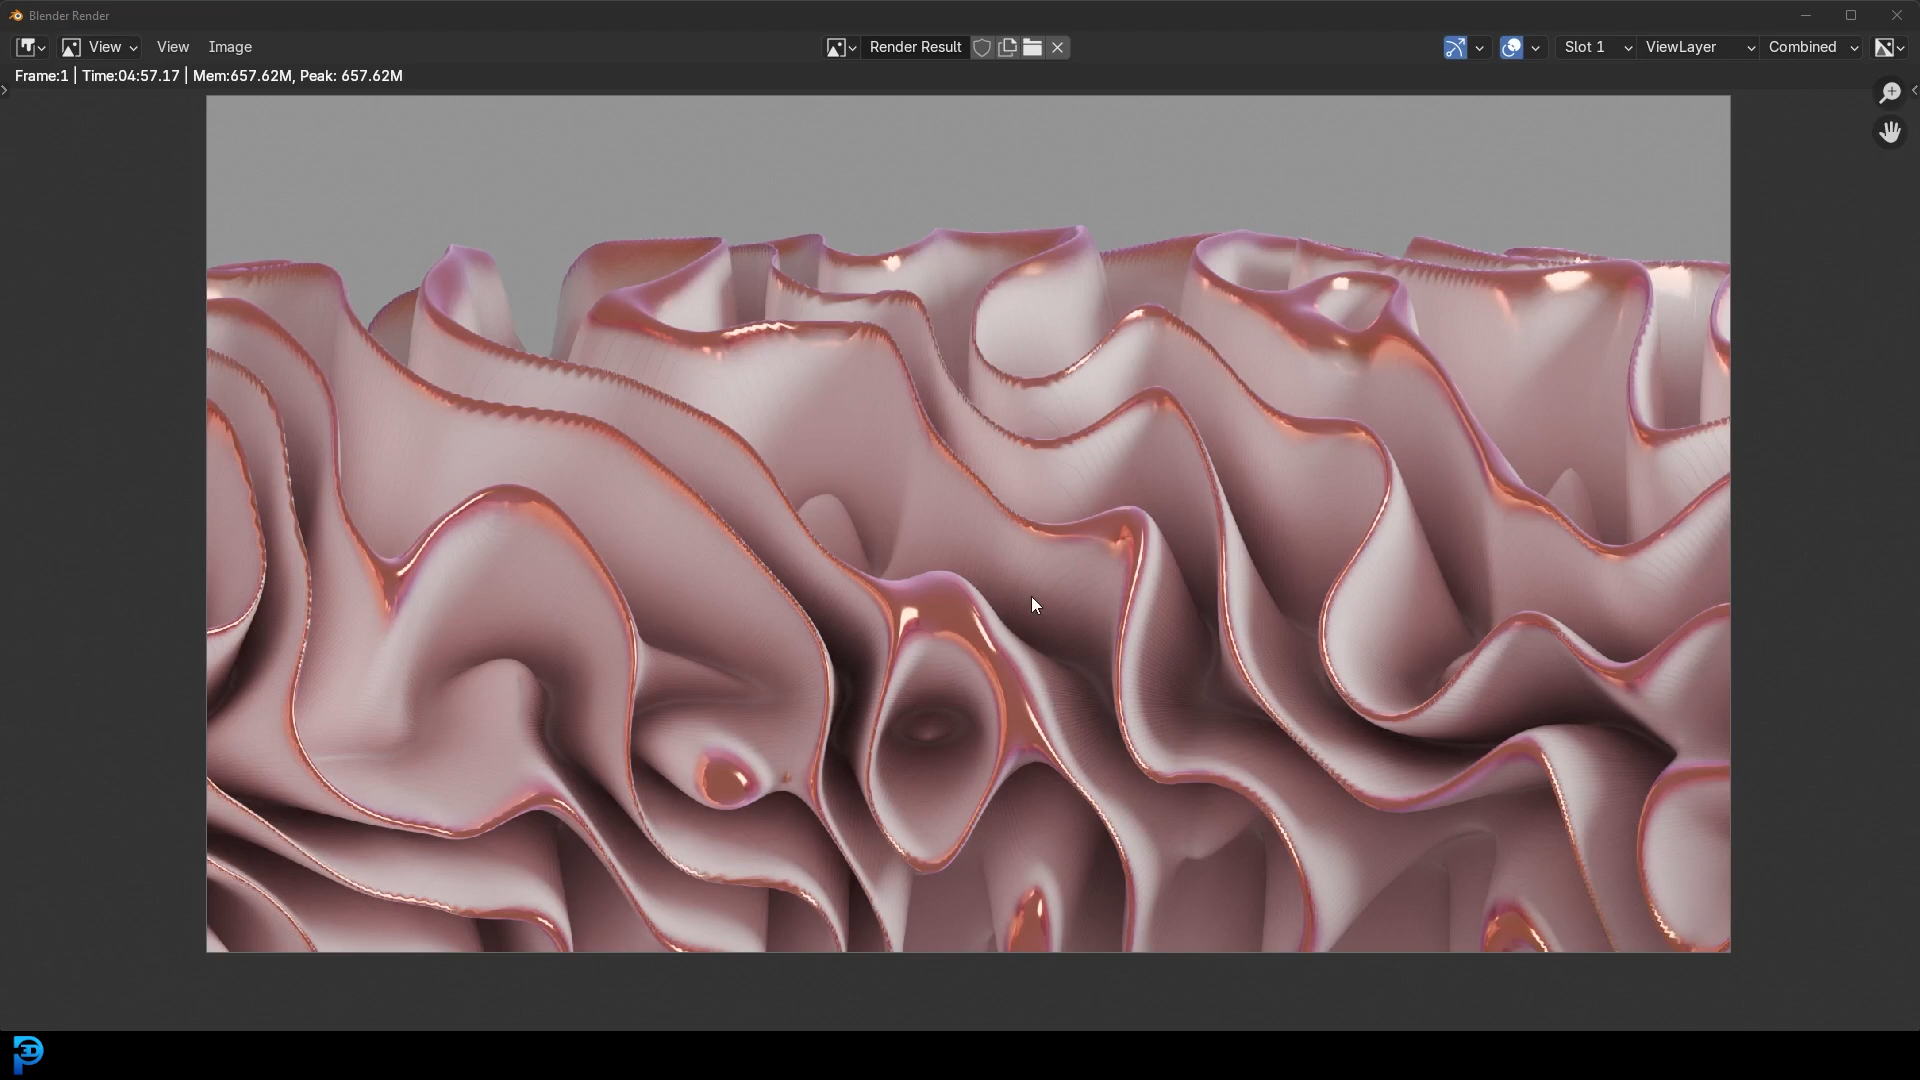 Blender Render
View View Image Render Result Slot 1 ViewLayer Combined
Frame:1 | Time:04:57.17 | Mem:657.62M, Peak: 657.62M
3D